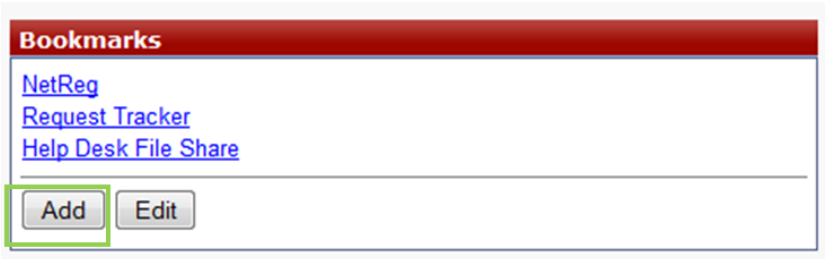 Bookmarks
NetReg
Request Tracker
Help Desk File Share
Add Edit